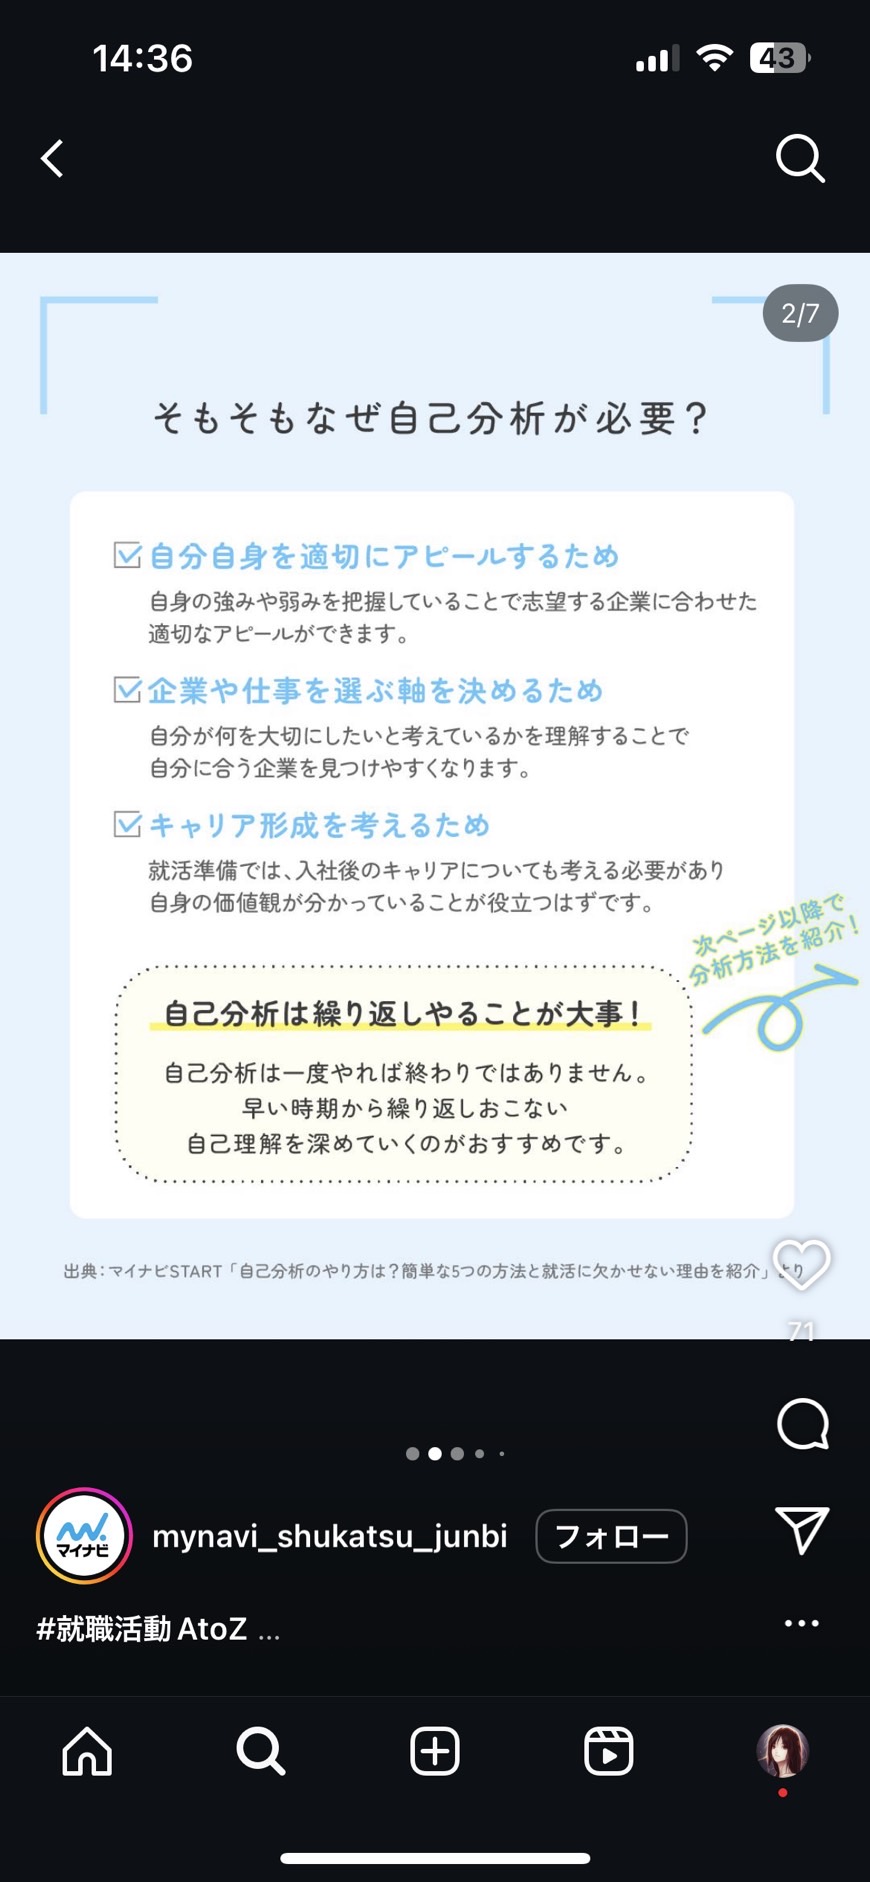 14:36
43
2/7
そもそもなぜ自己分析が必要？
自分自身を適切にアピールするため
自身の強みや弱みを把握していることで志望する企業に合わせた
適切なアピールができます。
企業や仕事を選ぶ軸を決めるため
自分が何を大切にしたいと考えているかを理解することで
自分に合う企業を見つけやすくなります。
キャリア形成を考えるため
就活準備では、入社後のキャリアについても考える必要があり
自身の価値観が分かっていることが役立つはずです。
次ページ以降で
分析方法を紹介！
自己分析は繰り返しやることが大事！
自己分析は一度やれば終わりではありません。
早い時期から繰り返しおこない
自己理解を深めていくのがおすすめです。
出典：マイナビSTART「自己分析のやり方は？簡単な5つの方法と就活に欠かせない理由を紹介」より
71
マイナビ
mynavi_shukatsu_junbi
フォロー
#就職活動AtoZ ...